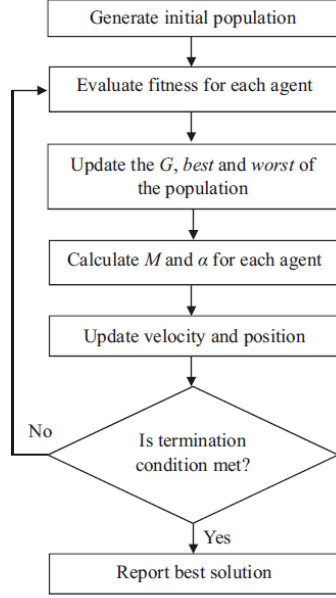 Generate initial population
Evaluate fitness for each agent
Update the G, best and worst of
the population
Calculate M and α for each agent
Update velocity and position
Is termination
condition met?
No
Yes
Report best solution